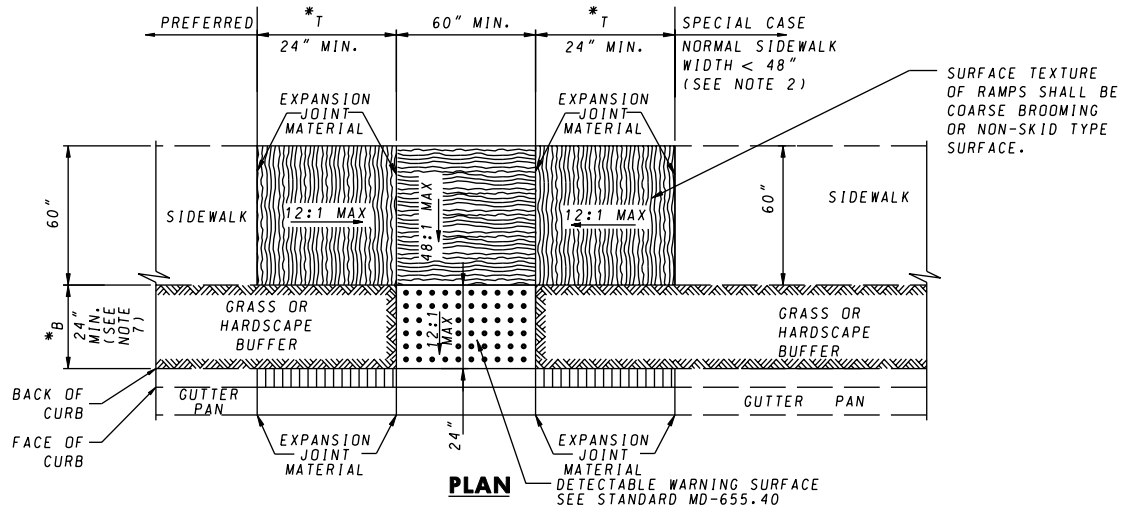 PREFERRED
*T
24" MIN.
60" MIN.
*T
24" MIN.
SPECIAL CASE
NORMAL SIDEWALK
WIDTH < 48"
(SEE NOTE 2)
SURFACE TEXTURE
OF RAMPS SHALL BE
COARSE BROOMING
OR NON-SKID TYPE
SURFACE.
EXPANSION
JOINT
MATERIAL
EXPANSION
JOINT
MATERIAL
60"
SIDEWALK
12:1 MAX
48:1 MAX
12:1 MAX
60"
SIDEWALK
*B
24"
MIN.
(SEE
NOTE
7)
GRASS OR
HARDSCAPE
BUFFER
12:1
MAX
GRASS OR
HARDSCAPE
BUFFER
BACK OF
CURB
GUTTER
PAN
GUTTER PAN
FACE OF
CURB
EXPANSION
JOINT
MATERIAL
24"
EXPANSION
JOINT
MATERIAL
PLAN
DETECTABLE WARNING SURFACE
SEE STANDARD MD-655.40